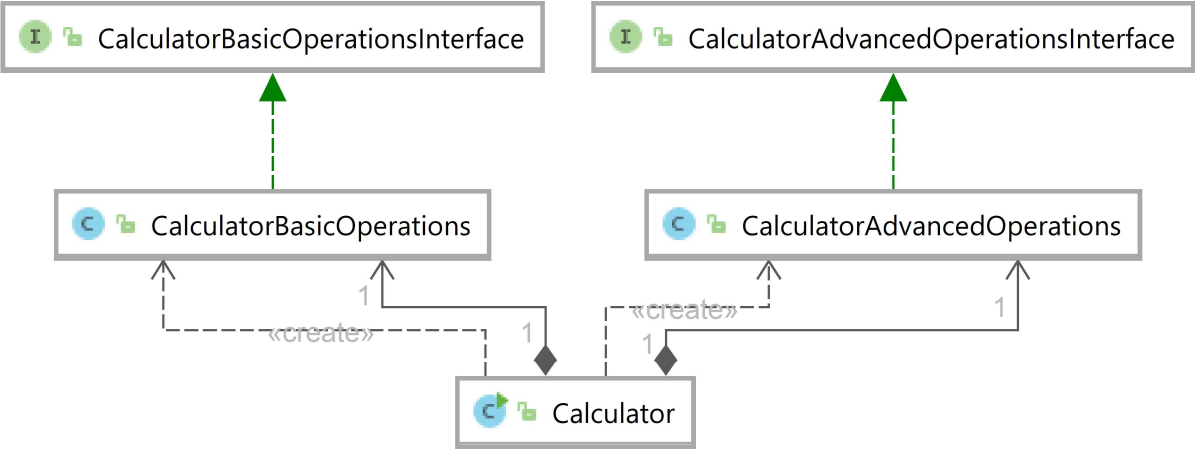 I CalculatorBasicOperationsInterface
I CalculatorAdvancedOperationsInterface
C CalculatorBasicOperations
C CalculatorAdvancedOperations
1
1
«create»
«create»
1
1
C Calculator